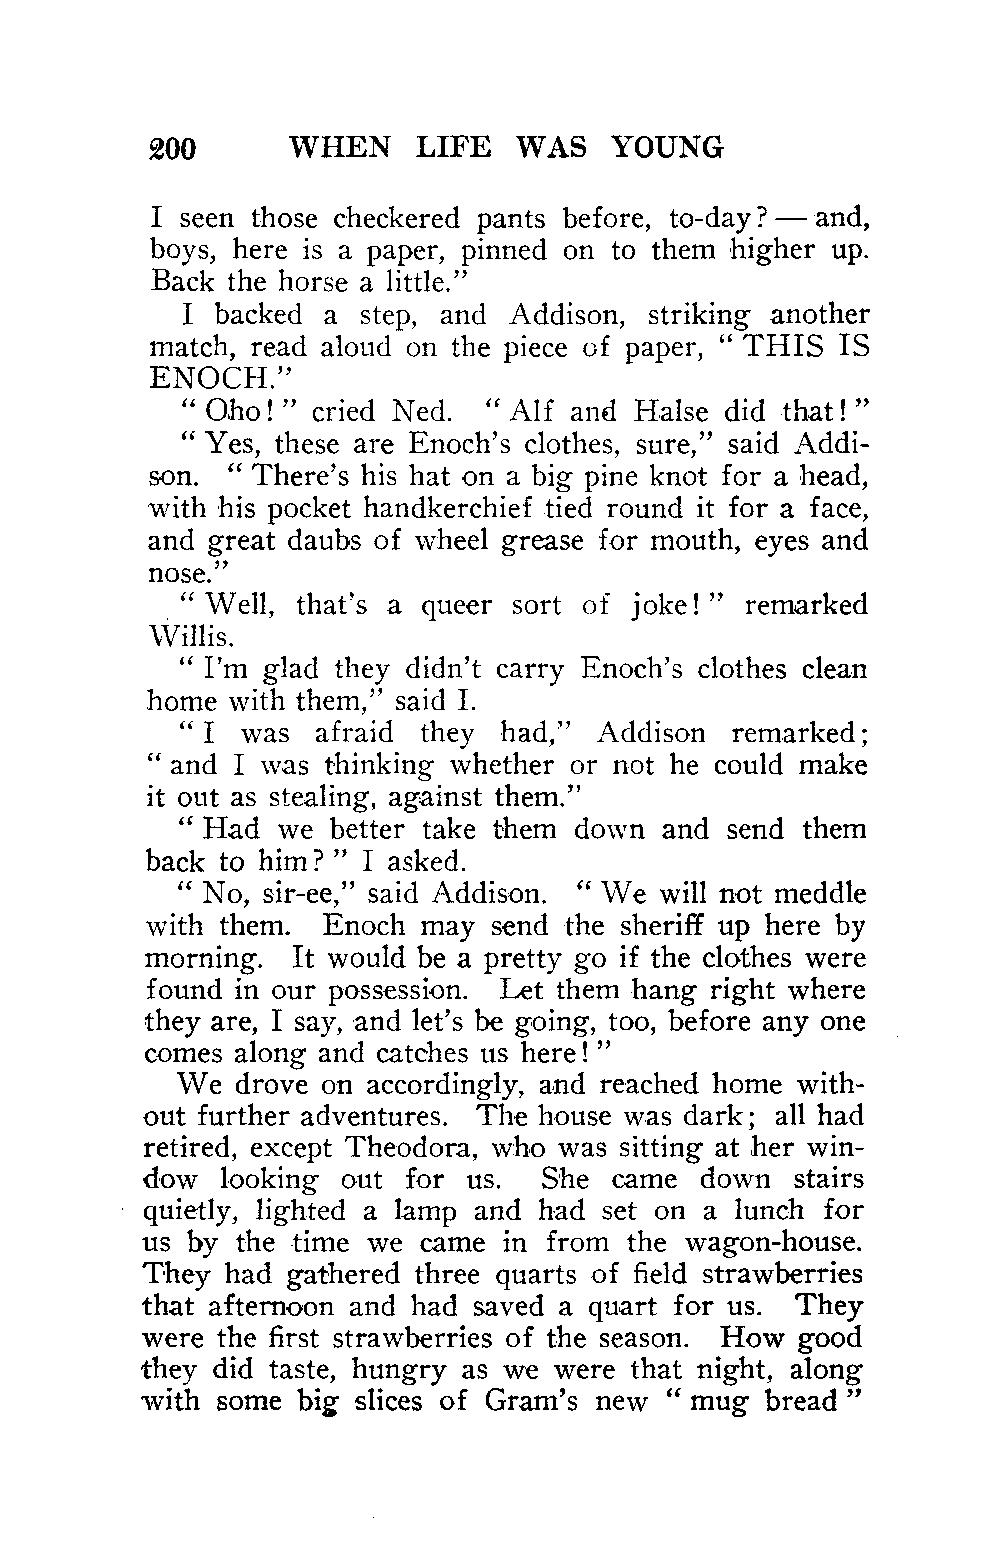 200 WHEN LIFE WAS YOUNG
I seen those checkered pants before, to-day? — and,
boys, here is a paper, pinned on to them higher up.
Back the horse a little.”
I backed a step, and Addison, striking another
match, read aloud on the piece of paper, “ THIS IS
ENOCH.”
“ Oho! ” cried Ned. “ Alf and Halse did that! ”
“ Yes, these are Enoch’s clothes, sure,” said Addi-
son. “ There’s his hat on a big pine knot for a head,
with his pocket handkerchief tied round it for a face,
and great daubs of wheel grease for mouth, eyes and
nose.”
“ Well, that’s a queer sort of joke! ” remarked
Willis.
“ I’m glad they didn’t carry Enoch’s clothes clean
home with them,” said I.
“ I was afraid they had,” Addison remarked;
“ and I was thinking whether or not he could make
it out as stealing, against them.”
“ Had we better take them down and send them
back to him? ” I asked.
“ No, sir-ee,” said Addison. “ We will not meddle
with them. Enoch may send the sheriff up here by
morning. It would be a pretty go if the clothes were
found in our possession. Let them hang right where
they are, I say, and let’s be going, too, before any one
comes along and catches us here! ”
We drove on accordingly, and reached home with-
out further adventures. The house was dark; all had
retired, except Theodora, who was sitting at her win-
dow looking out for us. She came down stairs
quietly, lighted a lamp and had set on a lunch for
us by the time we came in from the wagon-house.
They had gathered three quarts of field strawberries
that afternoon and had saved a quart for us. They
were the first strawberries of the season. How good
they did taste, hungry as we were that night, along
with some big slices of Gram’s new “ mug bread ”